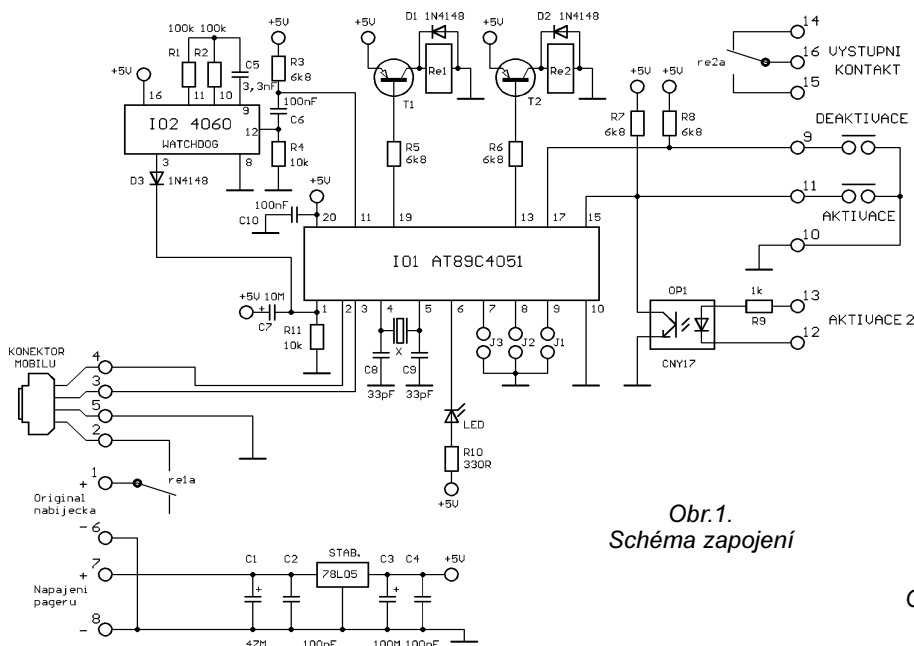 100k 100k
R1
R2
C5
3,3nF
+5V
16
11
10
9
IO2 4060
WATCHDOG
12
3
8
D3
1N4148
+5V
R3
6k8
100nF
C6
R4
10k
+5V
D1 1N4148
Re1
T1
R5
6k8
+5V
D2 1N4148
Re2
T2
R6
6k8
14
re2a
16 VYSTUPNI
KONTAKT
15
+5V
+5V
R7
6k8
R8
6k8
DEAKTIVACE
9
11
AKTIVACE
10
+5V
100nF
C10
20
11
19
13
17
15
IO1 AT89C4051
+5V 10M
+
C7
R11
10k
1
2
3
4
5
6
7
8
9
10
X
C8
C9
33pF
33pF
J3
J2
J1
LED
R10
330R
+5V
OP1
CNY17
1k
R9
13
AKTIVACE 2
12
KONEKTOR
MOBILU
4
3
5
2
re1a
+ 1
Original
nabijecka
- 6
7
+
Napajeni
pageru
- 8
C1
C2
STAB.
78L05
C3
C4
+5V
+
+
47M
100nF
100M
100nF
Obr.1.
Schéma zapojení